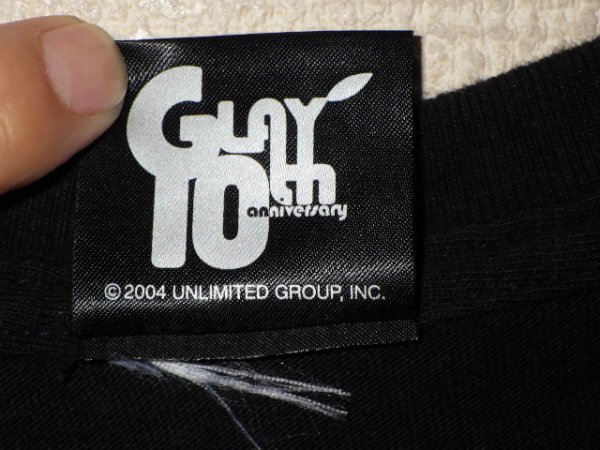 GLAY
10th
anniversary
© 2004 UNLIMITED GROUP, INC.